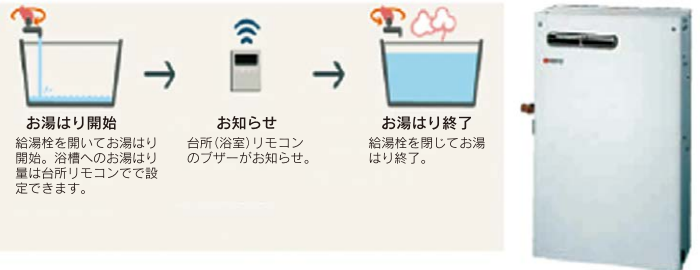 お湯はり開始
給湯栓を開いてお湯はり
開始。浴槽へのお湯はり
量は台所リモコンでで設
定できます。
お知らせ
台所(浴室)リモコン
のブザーがお知らせ。
お湯はり終了
給湯栓を閉じてお湯
はり終了。